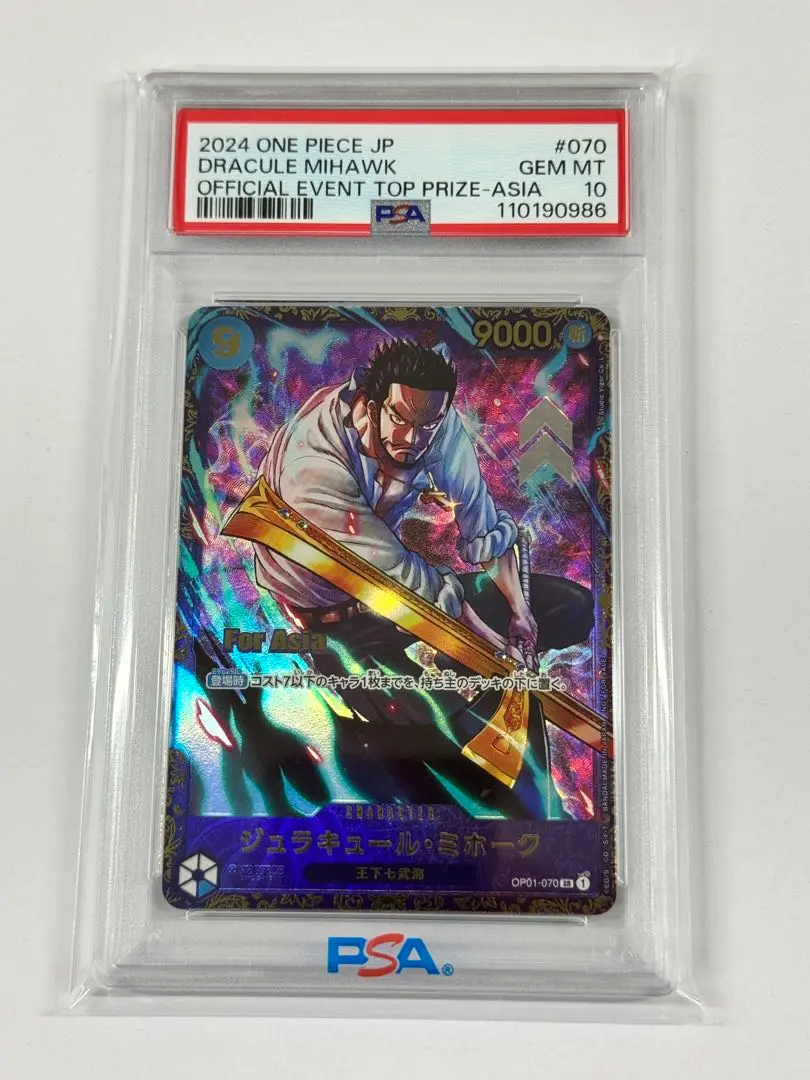 2024 ONE PIECE JP #070
DRACULE MIHAWK GEM MT
OFFICIAL EVENT TOP PRIZE-ASIA 10
PSA 110190986
9 9000 斬
For Asia
登場時 コスト7以下のキャラ1枚までを、持ち主のデッキの下に置く。
CHARACTER
ジュラキュール・ミホーク
王下七武海
OP01-070 SR 1
PSA®